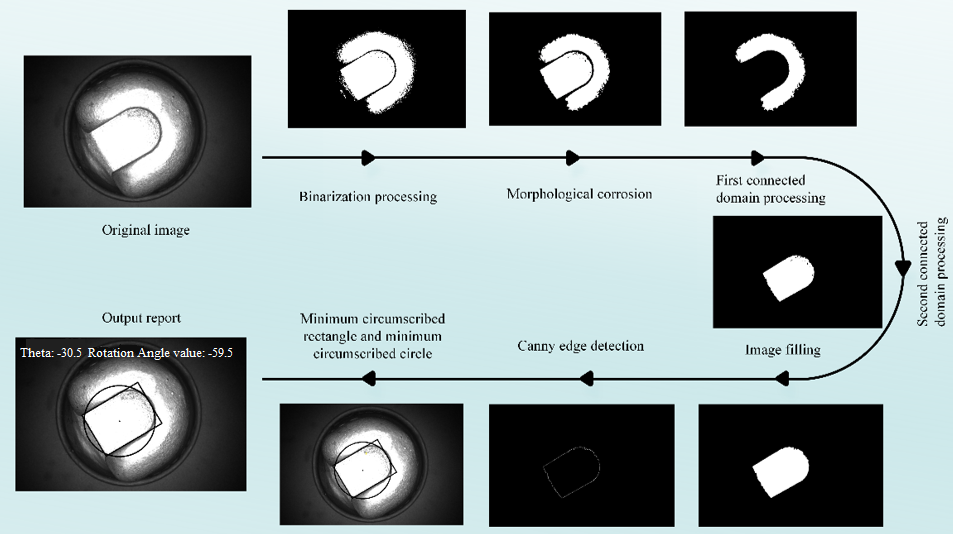 Original image
Binarization processing
Morphological corrosion
First connected
domain processing
Second connected
domain processing
Image filling
Canny edge detection
Minimum circumscribed
rectangle and minimum
circumscribed circle
Output report
Theta: -30.5 Rotation Angle value: -59.5